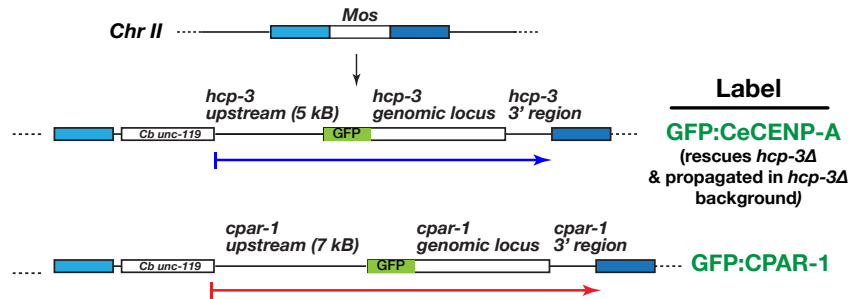 Mos
Chr II
hcp-3 hcp-3 hcp-3
upstream (5 kB) genomic locus 3' region
Label
Cb unc-119
GFP
GFP:CeCENP-A
(rescues hcp-3Δ
& propagated in hcp-3Δ
background)
cpar-1 cpar-1 cpar-1
upstream (7 kB) genomic locus 3' region
Cb unc-119
GFP
GFP:CPAR-1